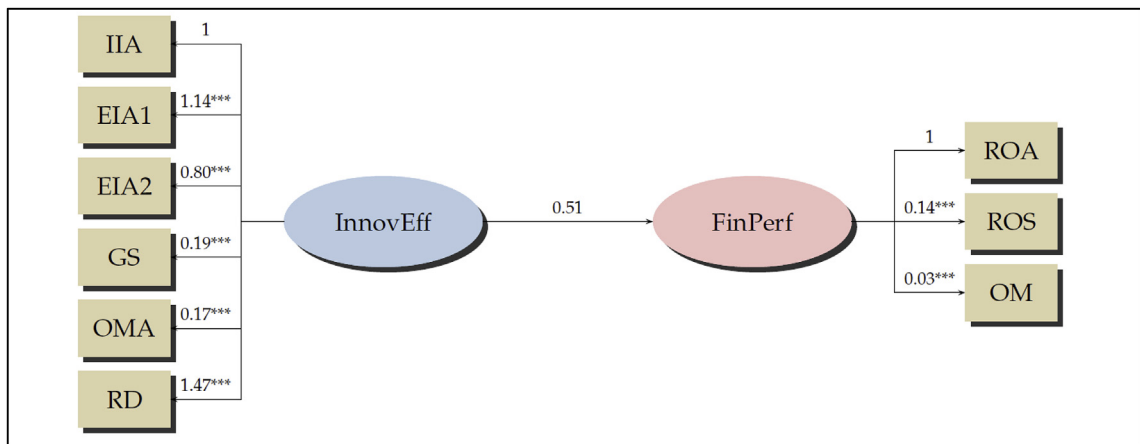 IIA
1
EIA1
1.14***
EIA2
0.80***
GS
0.19***
OMA
0.17***
RD
1.47***
InnovEff
0.51
FinPerf
1
ROA
0.14***
ROS
0.03***
OM